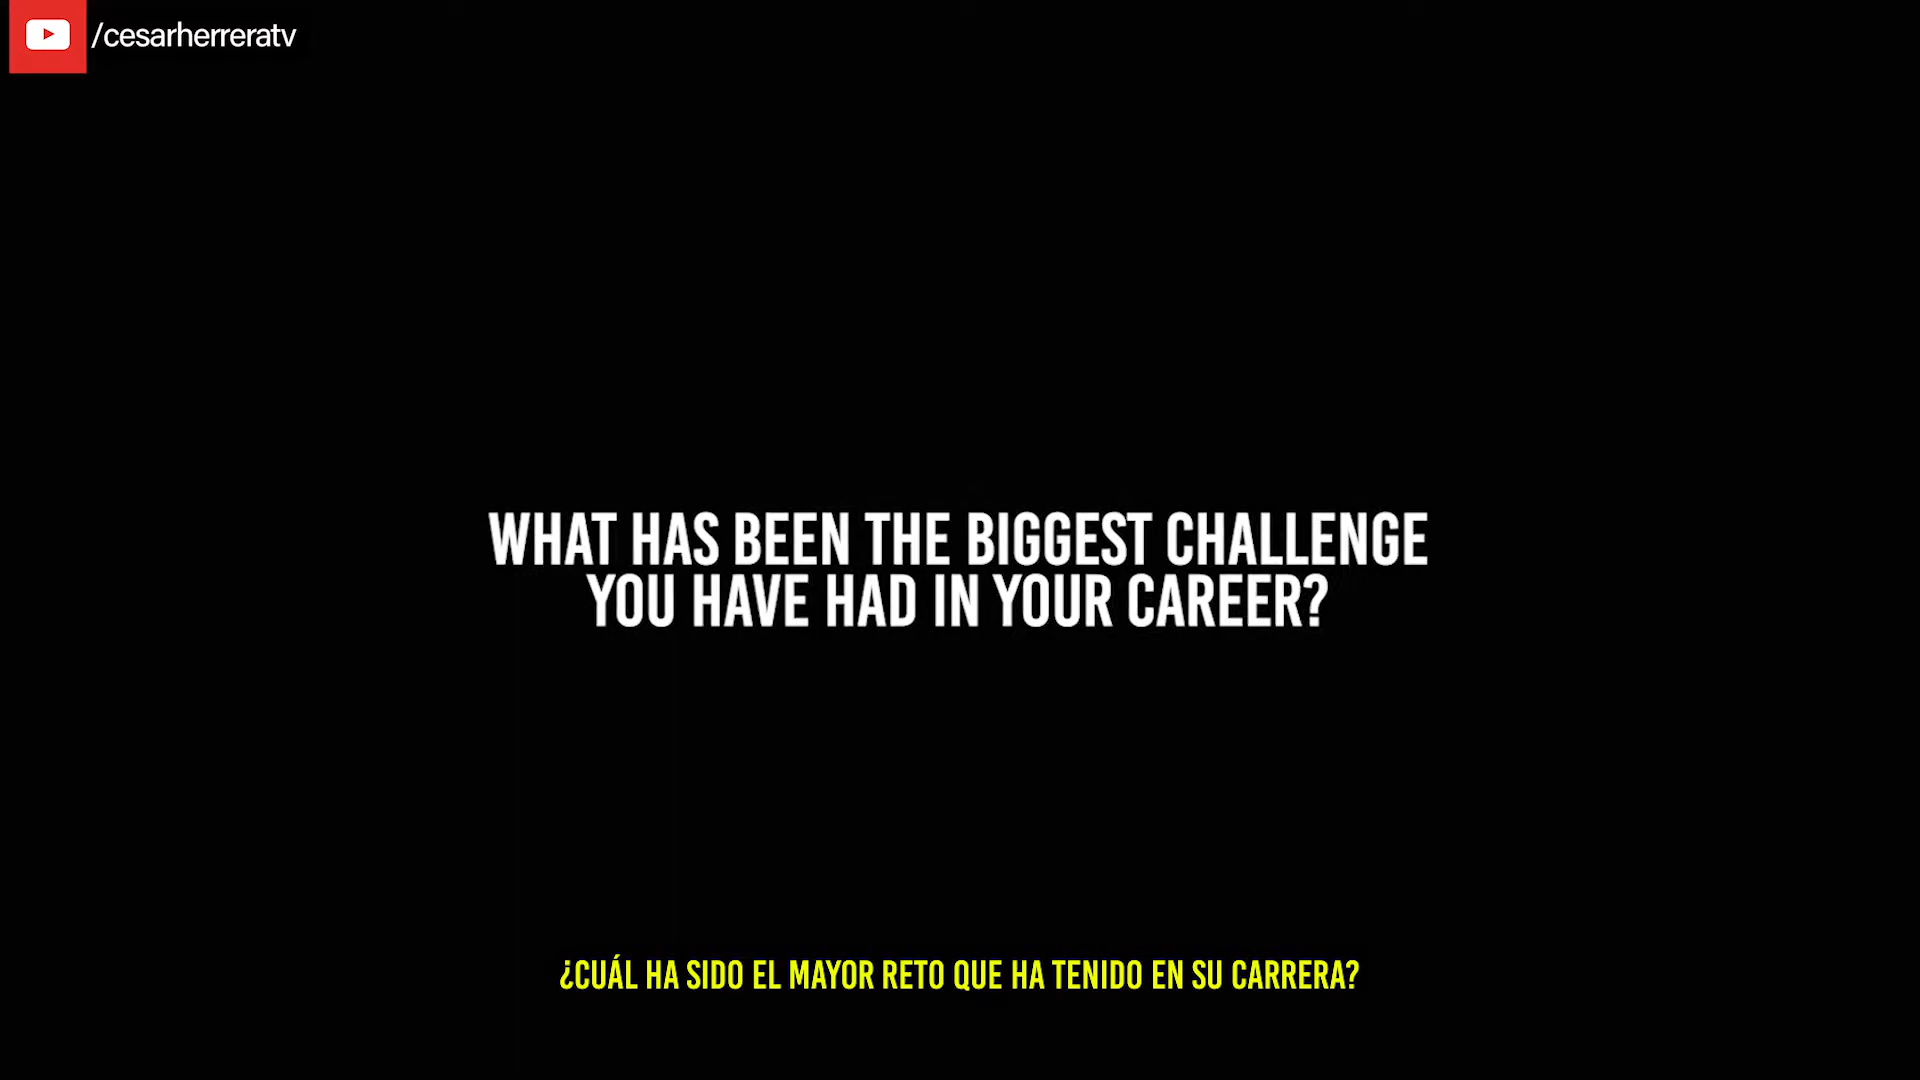 /cesarherreratv
WHAT HAS BEEN THE BIGGEST CHALLENGE
YOU HAVE HAD IN YOUR CAREER?
¿CUÁL HA SIDO EL MAYOR RETO QUE HA TENIDO EN SU CARRERA?